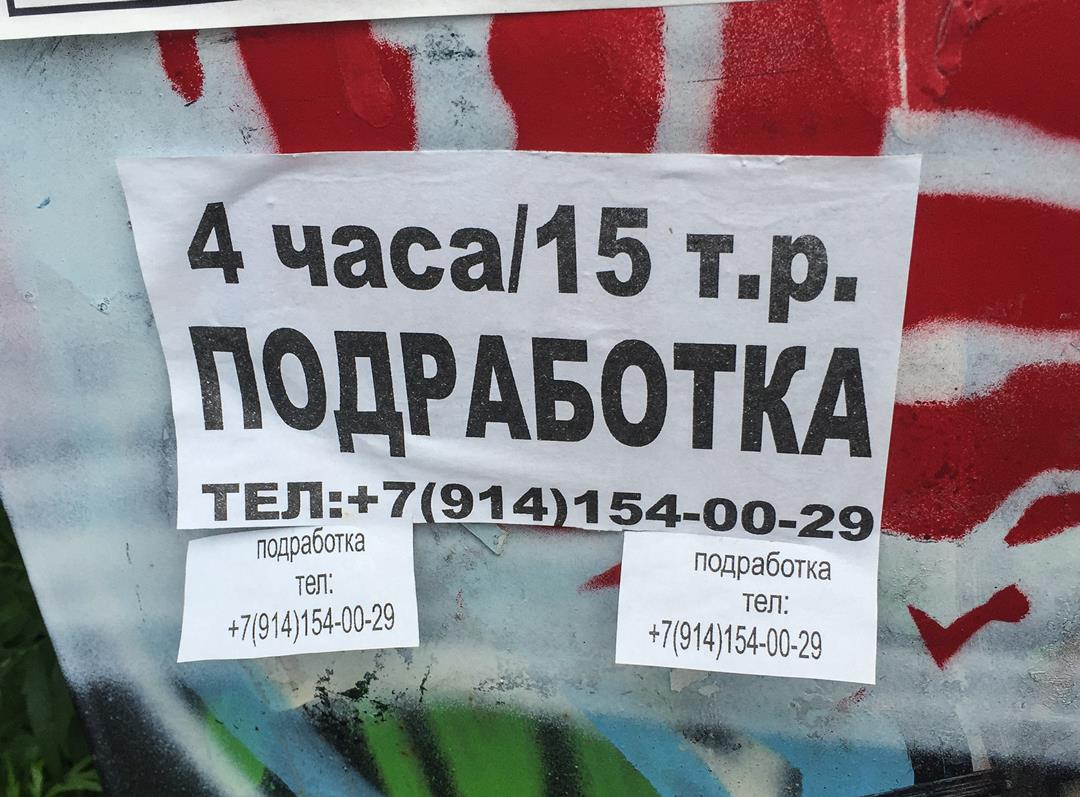 4 часа/15 т.р.
ПОДРАБОТКА
ТЕЛ:+7(914)154-00-29
подработка
тел:
+7(914)154-00-29
подработка
тел:
+7(914)154-00-29